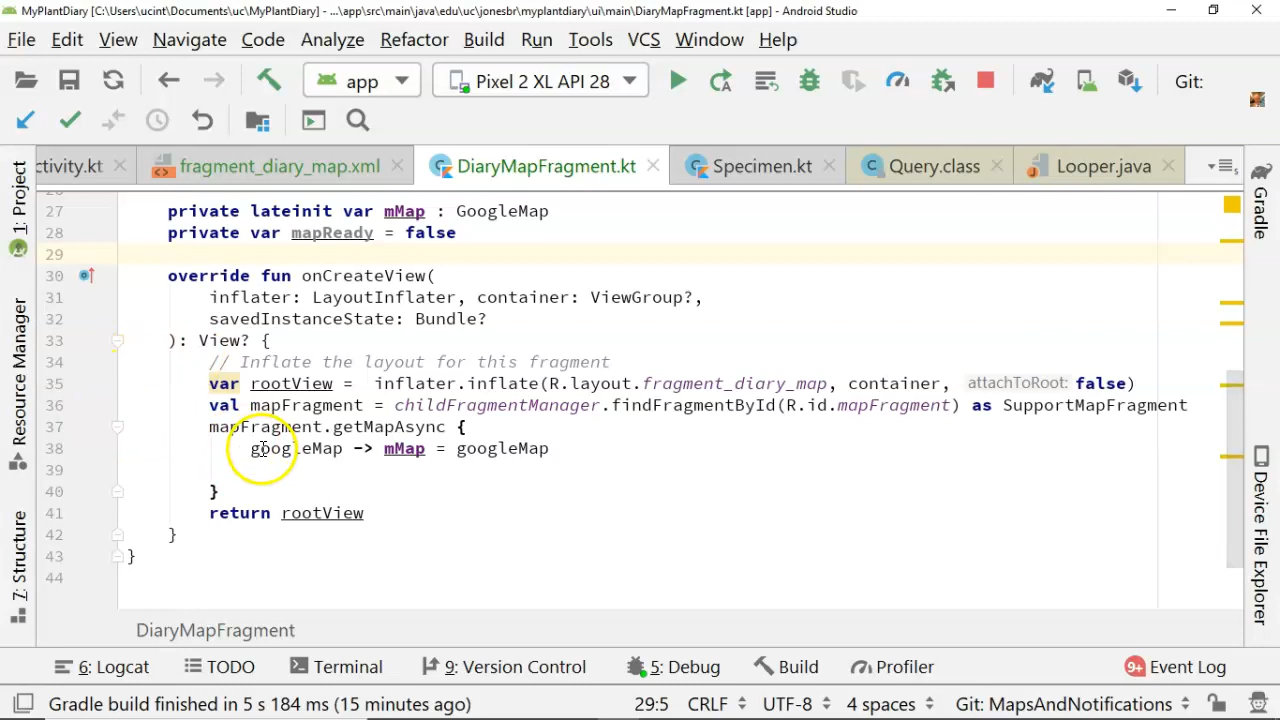 MyPlantDiary [C:\Users\ucint\Documents\uc\MyPlantDiary] - ...\app\src\main\java\edu\uc\jonesbr\myplantdiary\ui\main\DiaryMapFragment.kt [app] - Android Studio
File Edit View Navigate Code Analyze Refactor Build Run Tools VCS Window Help
app Pixel 2 XL API 28 Git:
ctivity.kt fragment_diary_map.xml DiaryMapFragment.kt Specimen.kt Query.class Looper.java
1: Project
Resource Manager
7: Structure
Gradle
Device File Explorer
27 private lateinit var mMap : GoogleMap
28 private var mapReady = false
29
30 override fun onCreateView(
31 inflater: LayoutInflater, container: ViewGroup?,
32 savedInstanceState: Bundle?
33 ): View? {
34 // Inflate the layout for this fragment
35 var rootView = inflater.inflate(R.layout.fragment_diary_map, container, attachToRoot: false)
36 val mapFragment = childFragmentManager.findFragmentById(R.id.mapFragment) as SupportMapFragment
37 mapFragment.getMapAsync {
38 googleMap -> mMap = googleMap
39
40 }
41 return rootView
42 }
43 }
44
DiaryMapFragment
6: Logcat TODO Terminal 9: Version Control 5: Debug Build Profiler 9+ Event Log
Gradle build finished in 5 s 184 ms (15 minutes ago) 29:5 CRLF UTF-8 4 spaces Git: MapsAndNotifications